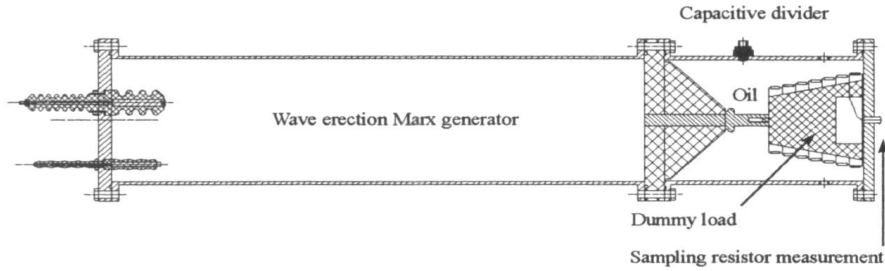 Capacitive divider
Oil
Wave erection Marx generator
Dummy load
Sampling resistor measurement